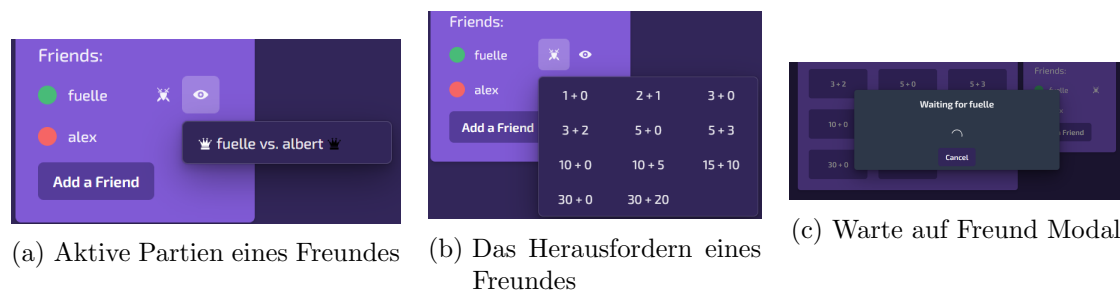 Friends:
fuelle
alex
fuelle vs. albert
Add a Friend
(a) Aktive Partien eines Freundes
Friends:
fuelle
alex
Add a Friend
1 + 0 2 + 1 3 + 0
3 + 2 5 + 0 5 + 3
10 + 0 10 + 5 15 + 10
30 + 0 30 + 20
(b) Das Herausfordern eines
Freundes
3 + 2 5 + 0 5 + 3
Friends:
Waiting for fuelle
10 + 0
Friend
Cancel
30 + 0
(c) Warte auf Freund Modal